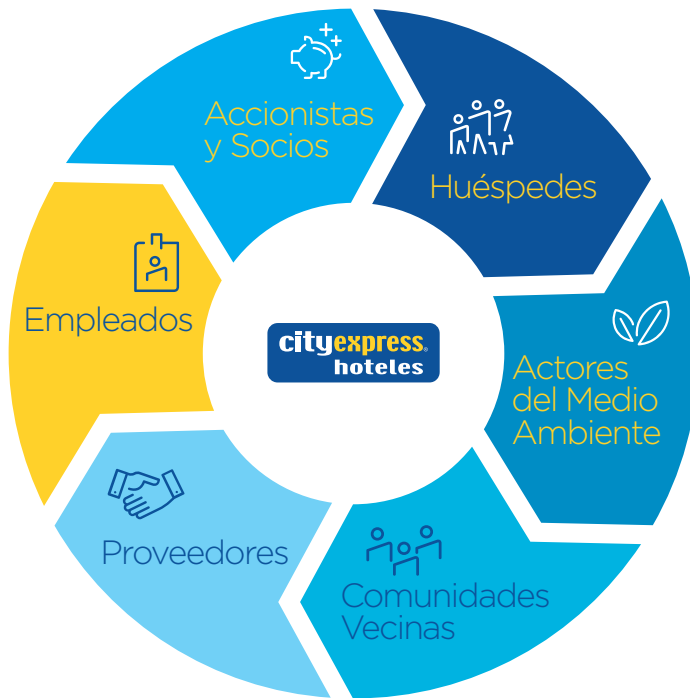 Accionistas
y Socios
Huéspedes
Empleados
cityexpress®
hoteles
Actores
del Medio
Ambiente
Proveedores
Comunidades
Vecinas